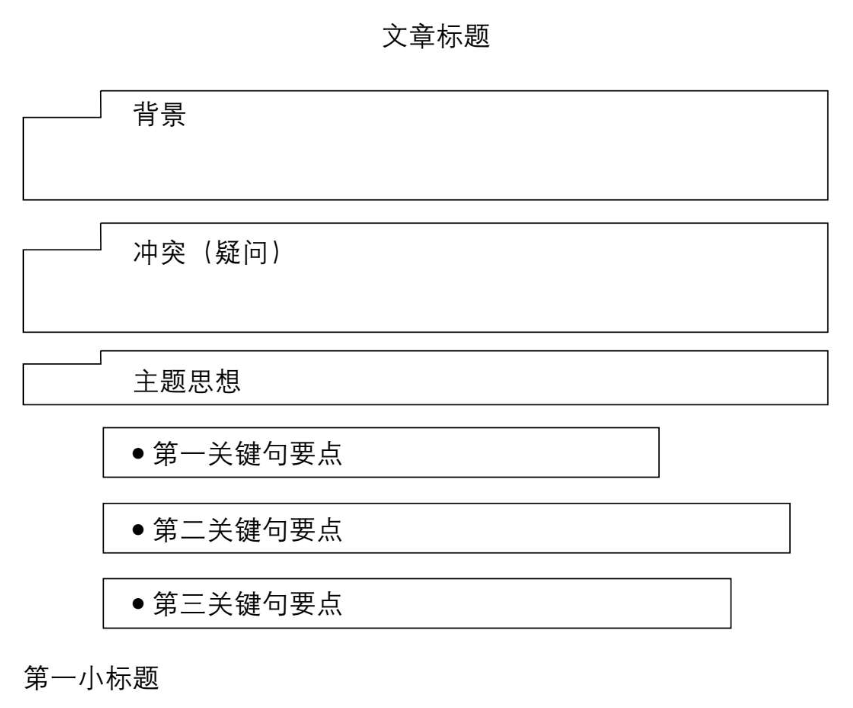 文章标题
背景
冲突（疑问）
主题思想
●第一关键句要点
●第二关键句要点
●第三关键句要点
第一小标题